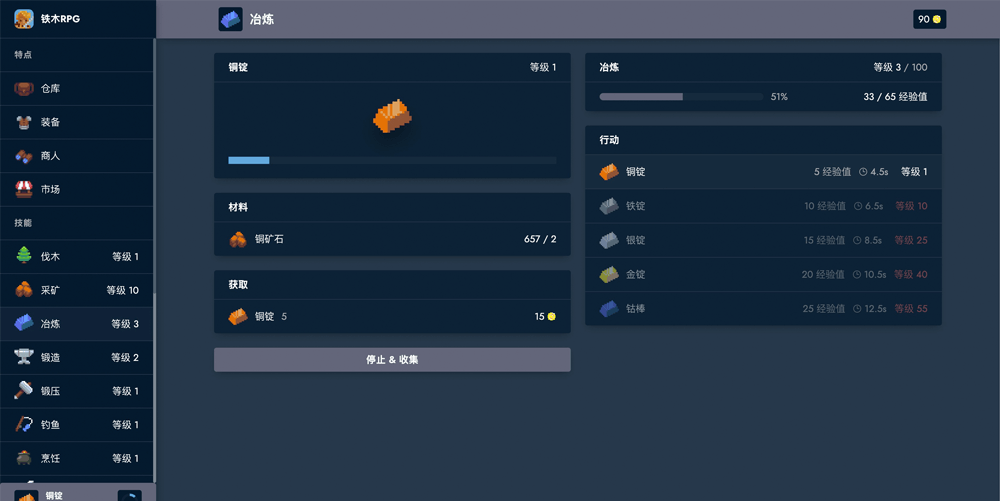 铁木RPG
特点
仓库
装备
商人
市场
技能
伐木 等级 1
采矿 等级 10
冶炼 等级 3
锻造 等级 2
锻压 等级 1
钓鱼 等级 1
烹饪 等级 1
铜锭
冶炼
90
铜锭 等级 1
材料
铜矿石 657 / 2
获取
铜锭 5 15
停止 & 收集
冶炼 等级 3 / 100
51% 33 / 65 经验值
行动
铜锭 5 经验值 4.5s 等级 1
铁锭 10 经验值 6.5s 等级 10
银锭 15 经验值 8.5s 等级 25
金锭 20 经验值 10.5s 等级 40
钴棒 25 经验值 12.5s 等级 55